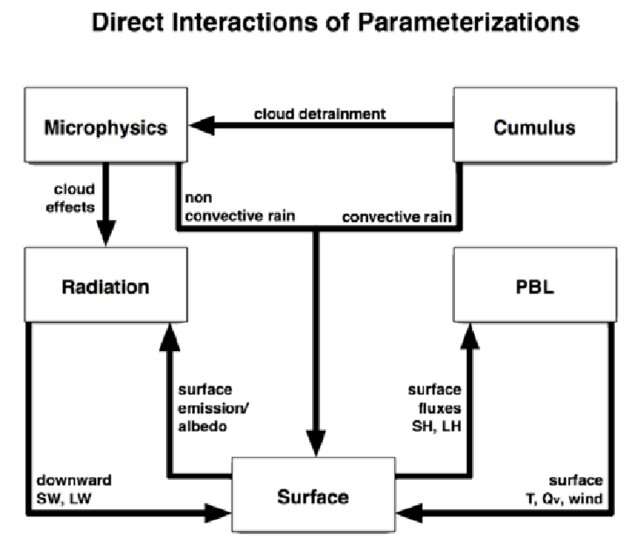 Direct Interactions of Parameterizations
Microphysics
cloud detrainment
Cumulus
cloud
effects
non
convective rain
convective rain
Radiation
PBL
surface
emission/
albedo
surface
fluxes
SH, LH
downward
SW, LW
Surface
surface
T, Qv, wind